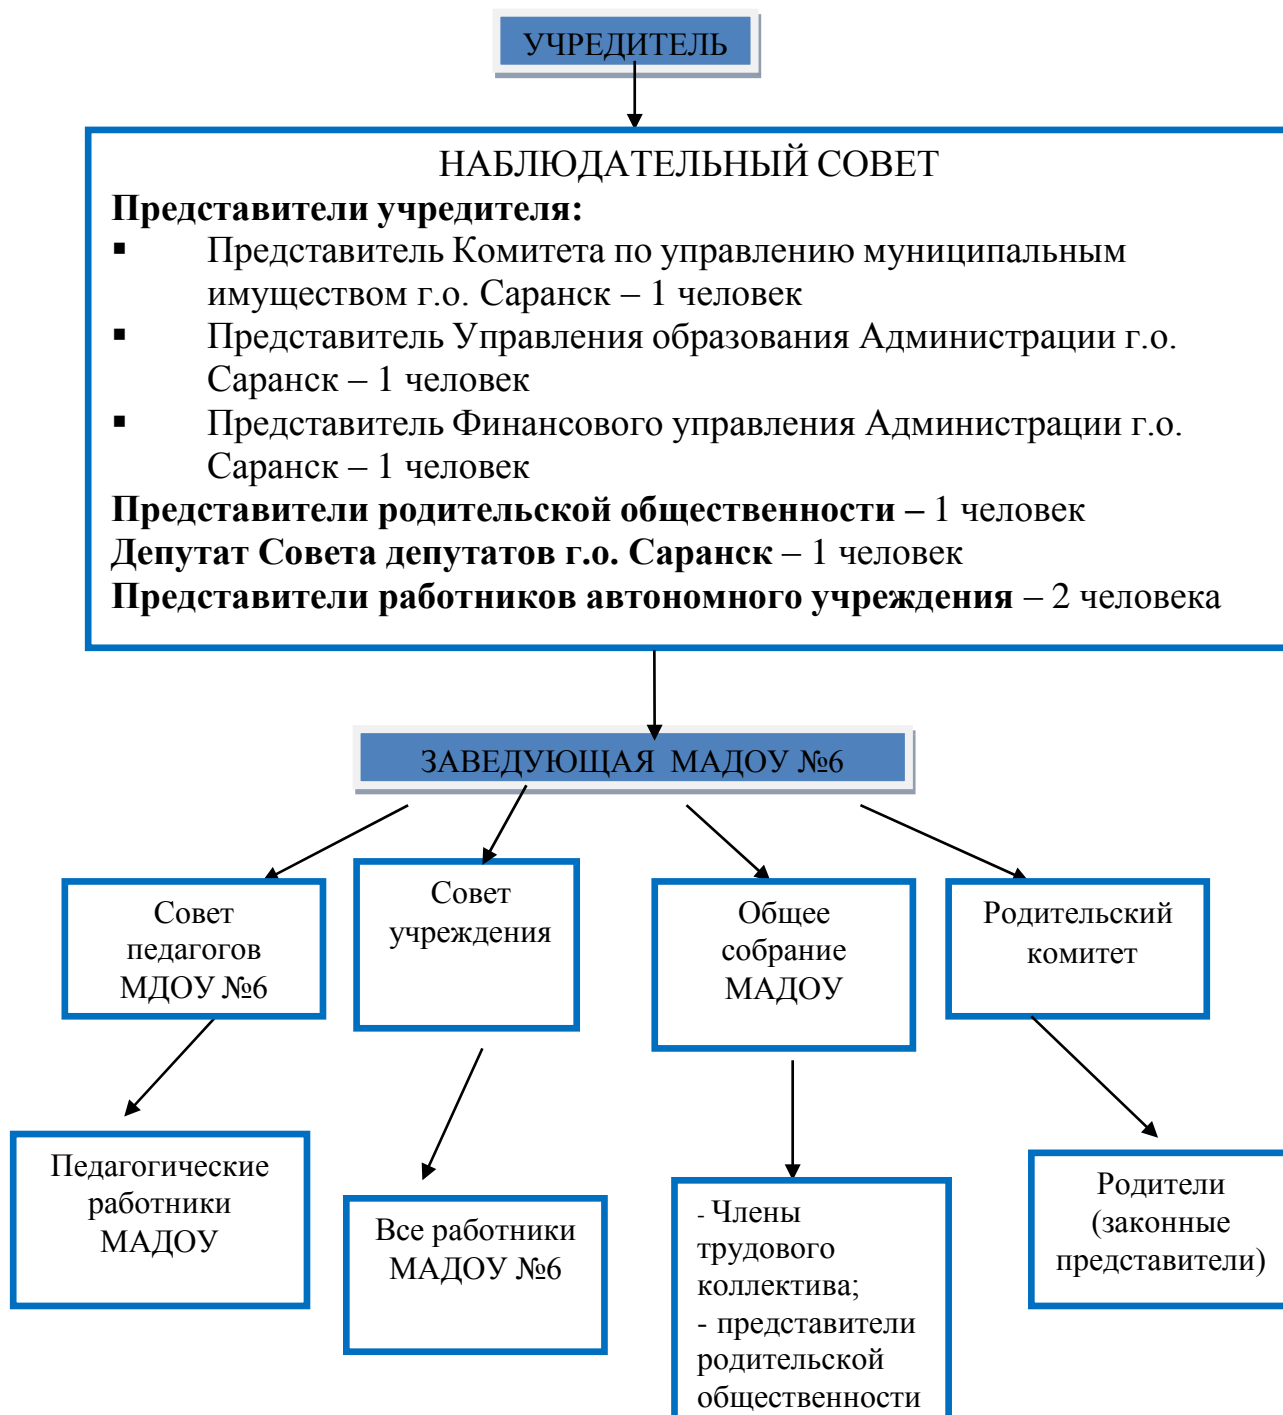 УЧРЕДИТЕЛЬ
НАБЛЮДАТЕЛЬНЫЙ СОВЕТ
Представители учредителя:
▪ Представитель Комитета по управлению муниципальным
имуществом г.о. Саранск – 1 человек
▪ Представитель Управления образования Администрации г.о.
Саранск – 1 человек
▪ Представитель Финансового управления Администрации г.о.
Саранск – 1 человек
Представители родительской общественности – 1 человек
Депутат Совета депутатов г.о. Саранск – 1 человек
Представители работников автономного учреждения – 2 человека
ЗАВЕДУЮЩАЯ МАДОУ №6
Совет
педагогов
МДОУ №6
Совет
учреждения
Общее
собрание
МАДОУ
Родительский
комитет
Педагогические
работники
МАДОУ
Все работники
МАДОУ №6
- Члены
трудового
коллектива;
- представители
родительской
общественности
Родители
(законные
представители)